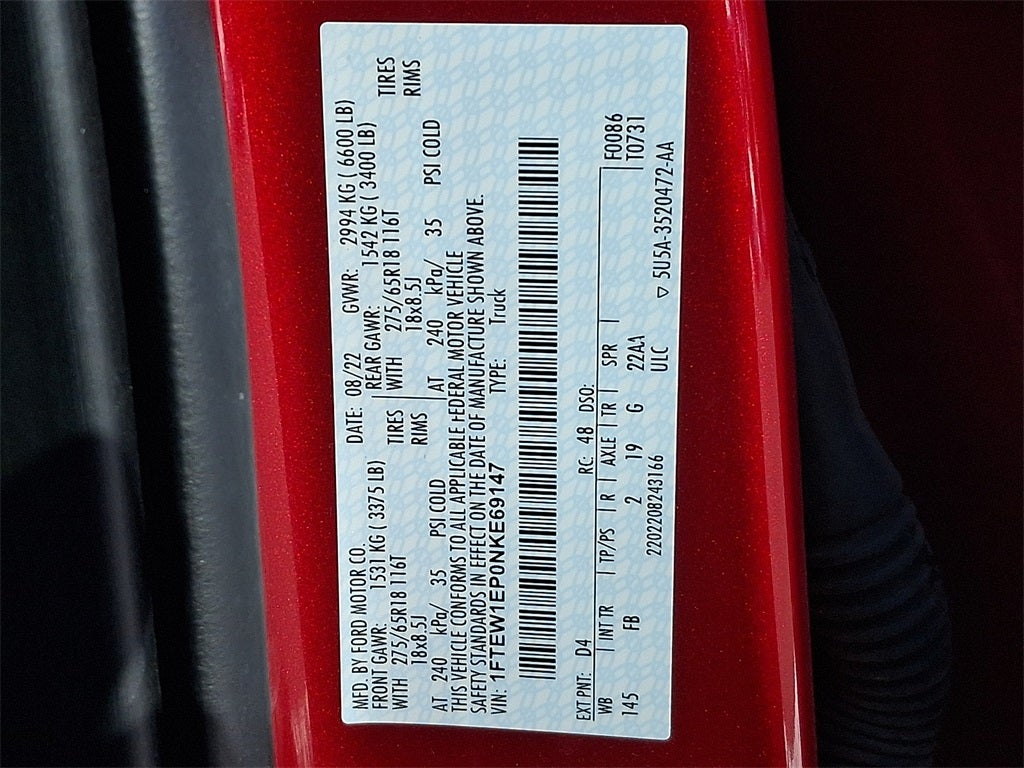 MFD. BY FORD MOTOR CO. DATE: 08/22 GVWR: 2994 KG ( 6600 LB)
FRONT GAWR: 1531 KG ( 3375 LB) REAR GAWR: 1542 KG ( 3400 LB)
WITH 275/65R18 116T TIRES WITH 275/65R18 116T TIRES
18x8.5J RIMS 18x8.5J RIMS
AT 240 kPa/ 35 PSI COLD AT 240 kPa/ 35 PSI COLD
THIS VEHICLE CONFORMS TO ALL APPLICABLE FEDERAL MOTOR VEHICLE
SAFETY STANDARDS IN EFFECT ON THE DATE OF MANUFACTURE SHOWN ABOVE.
VIN: 1FTEW1EP0NKE69147 TYPE: Truck
EXT PNT: D4 RC: 48 DSO:
WB | INT TR | TP/PS | R | AXLE | TR | SPR | F0086
145 FB 2 19 G 22AA T0731
2202208243166 ULC
▽ 5U5A-3520472-AA